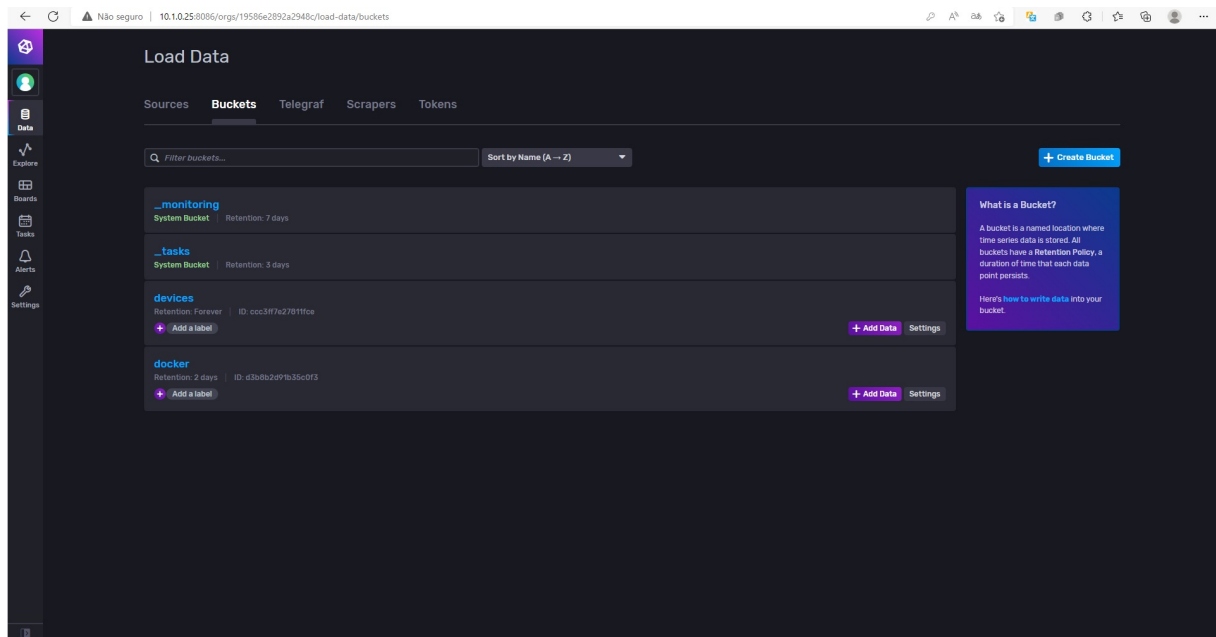 Não seguro | 10.1.0.25:8086/orgs/19586e2892a2948c/load-data/buckets
Load Data
Data
Explore
Boards
Tasks
Alerts
Settings
Sources Buckets Telegraf Scrapers Tokens
Filter buckets...
Sort by Name (A → Z)
+ Create Bucket
_monitoring
System Bucket | Retention: 7 days
_tasks
System Bucket | Retention: 3 days
devices
Retention: Forever | ID: ccc3ff7e27811fce
+ Add a label
+ Add Data Settings
docker
Retention: 2 days | ID: d3b8b2d91b35c0f3
+ Add a label
+ Add Data Settings
What is a Bucket?
A bucket is a named location where
time series data is stored. All
buckets have a Retention Policy, a
duration of time that each data
point persists.
Here's how to write data into your
bucket.